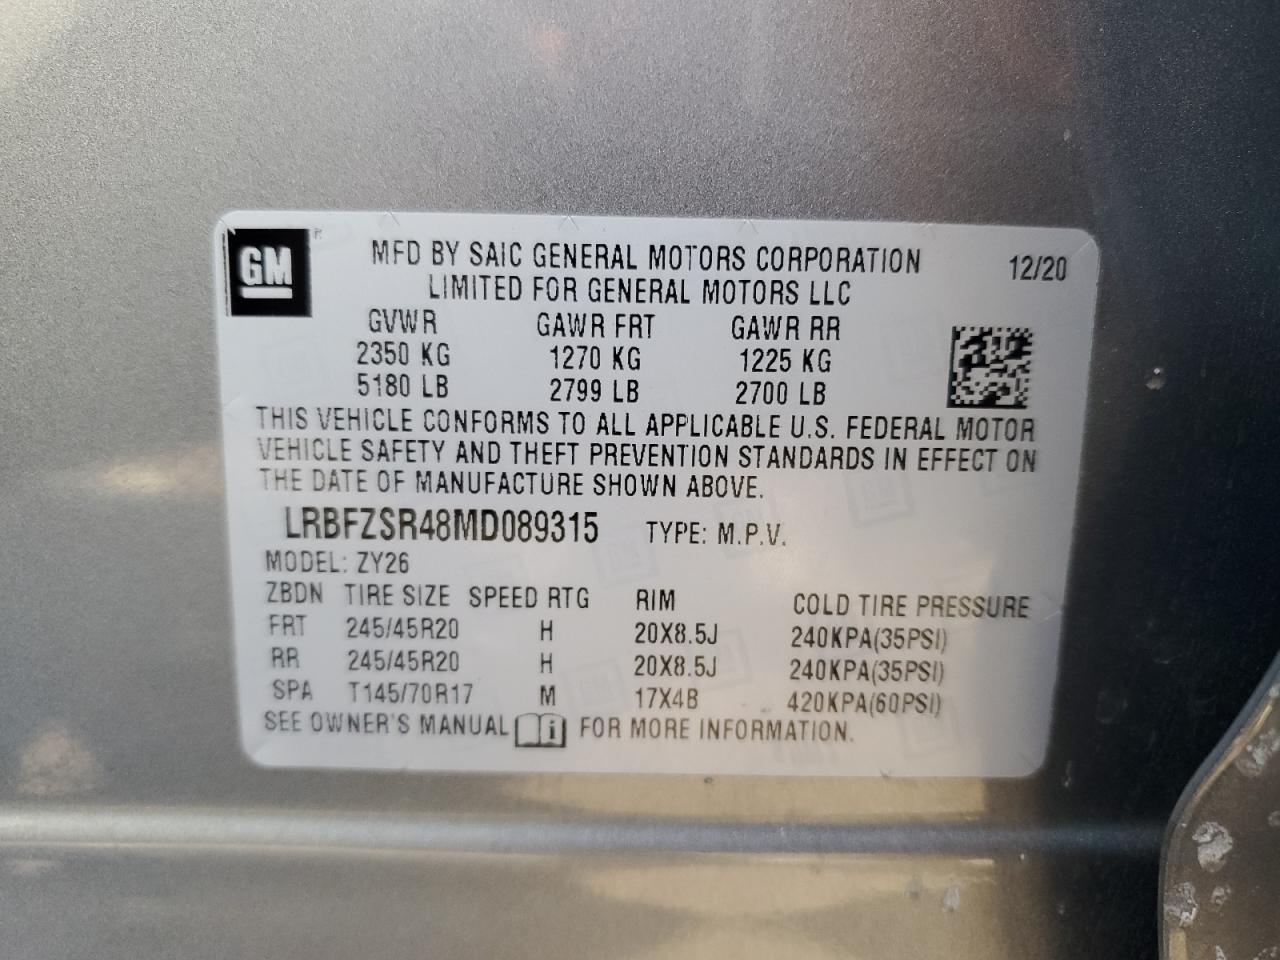 GM
MFD BY SAIC GENERAL MOTORS CORPORATION 12/20
LIMITED FOR GENERAL MOTORS LLC
GVWR GAWR FRT GAWR RR
2350 KG 1270 KG 1225 KG
5180 LB 2799 LB 2700 LB
THIS VEHICLE CONFORMS TO ALL APPLICABLE U.S. FEDERAL MOTOR
VEHICLE SAFETY AND THEFT PREVENTION STANDARDS IN EFFECT ON
THE DATE OF MANUFACTURE SHOWN ABOVE.
LRBFZSR48MD089315 TYPE: M.P.V.
MODEL: ZY26
ZBDN TIRE SIZE SPEED RTG RIM COLD TIRE PRESSURE
FRT 245/45R20 H 20X8.5J 240KPA(35PSI)
RR 245/45R20 H 20X8.5J 240KPA(35PSI)
SPA T145/70R17 M 17X4B 420KPA(60PSI)
SEE OWNER'S MANUAL i FOR MORE INFORMATION.